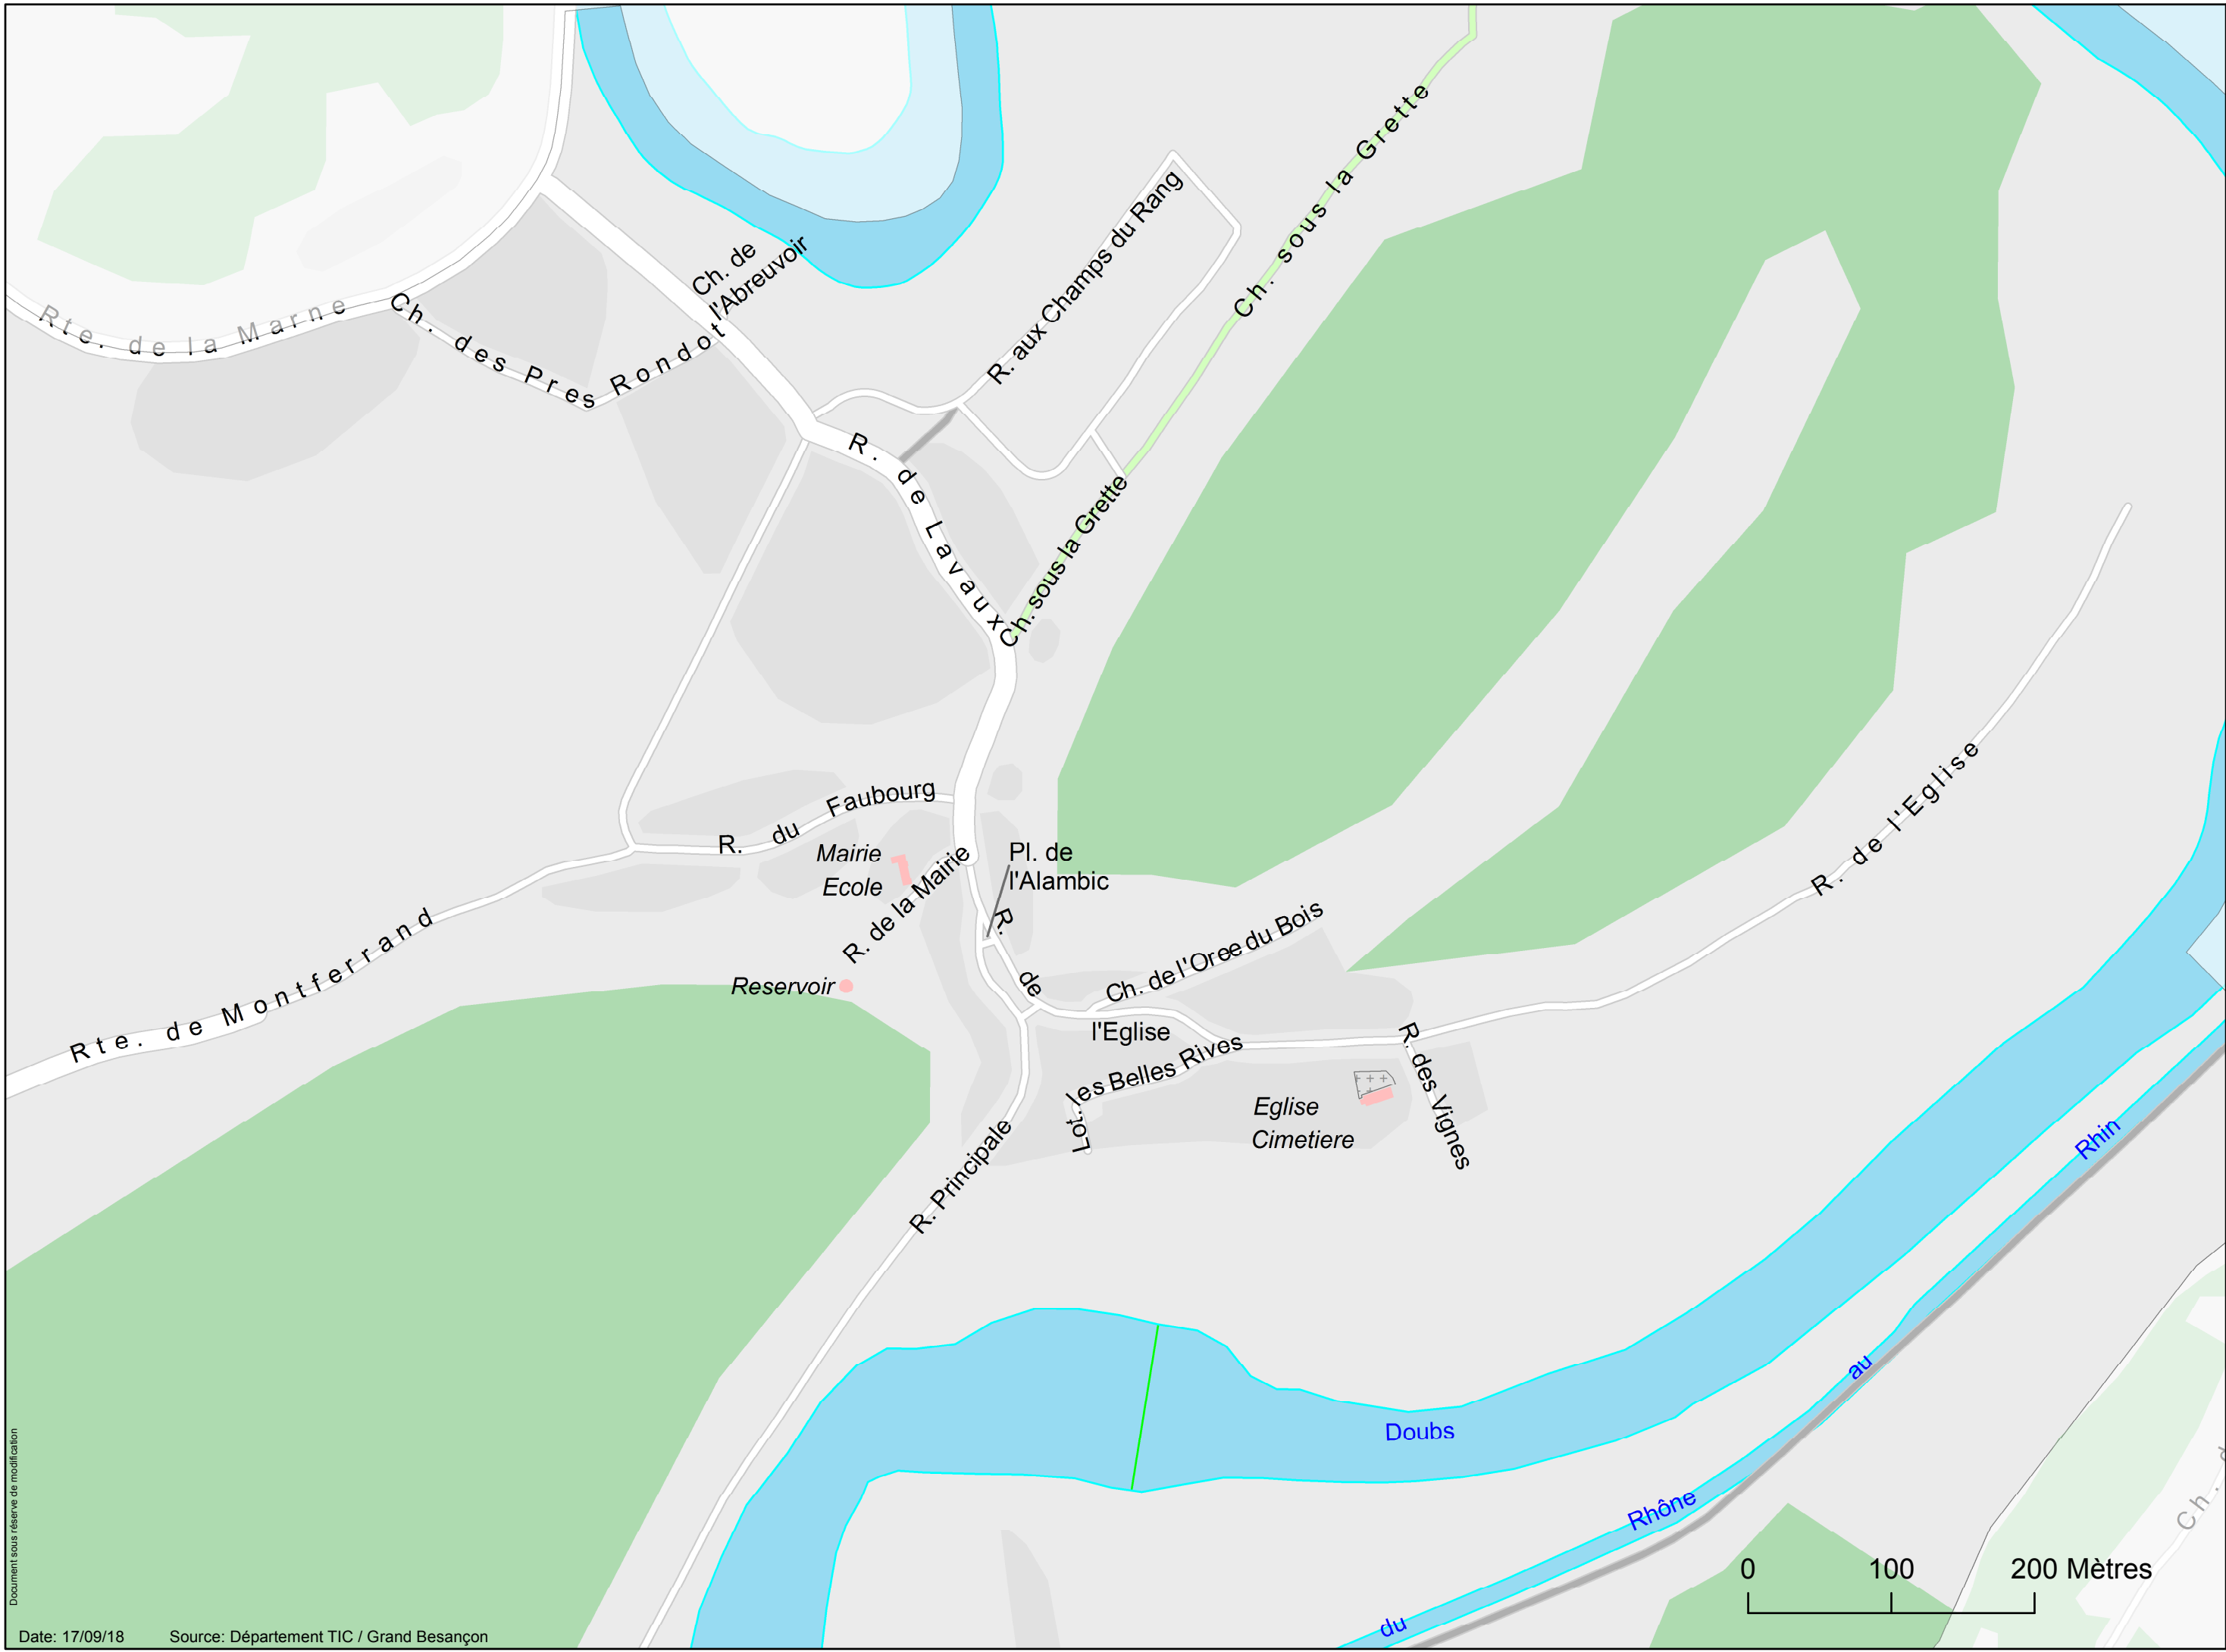 Ch. sous la Grette
R. aux Champs du Rang
Ch. de
l'Abreuvoir
Rte. de la Marne
Ch. des Pres Rondot
R. de Lavaux
Ch. sous la Grette
R. de l'Eglise
R. du Faubourg
Mairie
Ecole
R. de la Mairie
Pl. de
l'Alambic
Reservoir
Rte. de Montferrand
Ch. de l'Oree du Bois
R. de
l'Eglise
Lot. les Belles Rives
R. des Vignes
Eglise
Cimetiere
R. Principale
Doubs
du Rhône au Rhin
Ch. d
0 100 200 Mètres
Document sous réserve de modification
Date: 17/09/18 Source: Département TIC / Grand Besançon